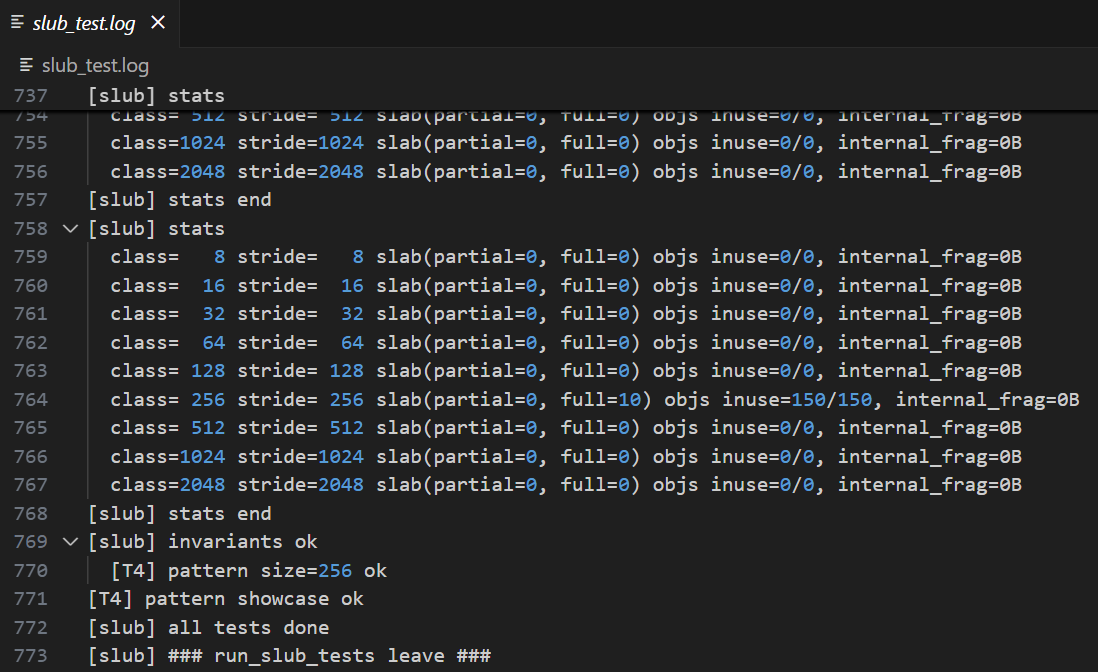 slub_test.log
slub_test.log
737 [slub] stats
754 class= 512 stride= 512 slab(partial=0, full=0) objs inuse=0/0, internal_frag=0B
755 class=1024 stride=1024 slab(partial=0, full=0) objs inuse=0/0, internal_frag=0B
756 class=2048 stride=2048 slab(partial=0, full=0) objs inuse=0/0, internal_frag=0B
757 [slub] stats end
758 [slub] stats
759 class=   8 stride=   8 slab(partial=0, full=0) objs inuse=0/0, internal_frag=0B
760 class=  16 stride=  16 slab(partial=0, full=0) objs inuse=0/0, internal_frag=0B
761 class=  32 stride=  32 slab(partial=0, full=0) objs inuse=0/0, internal_frag=0B
762 class=  64 stride=  64 slab(partial=0, full=0) objs inuse=0/0, internal_frag=0B
763 class= 128 stride= 128 slab(partial=0, full=0) objs inuse=0/0, internal_frag=0B
764 class= 256 stride= 256 slab(partial=0, full=10) objs inuse=150/150, internal_frag=0B
765 class= 512 stride= 512 slab(partial=0, full=0) objs inuse=0/0, internal_frag=0B
766 class=1024 stride=1024 slab(partial=0, full=0) objs inuse=0/0, internal_frag=0B
767 class=2048 stride=2048 slab(partial=0, full=0) objs inuse=0/0, internal_frag=0B
768 [slub] stats end
769 [slub] invariants ok
770 [T4] pattern size=256 ok
771 [T4] pattern showcase ok
772 [slub] all tests done
773 [slub] ### run_slub_tests leave ###